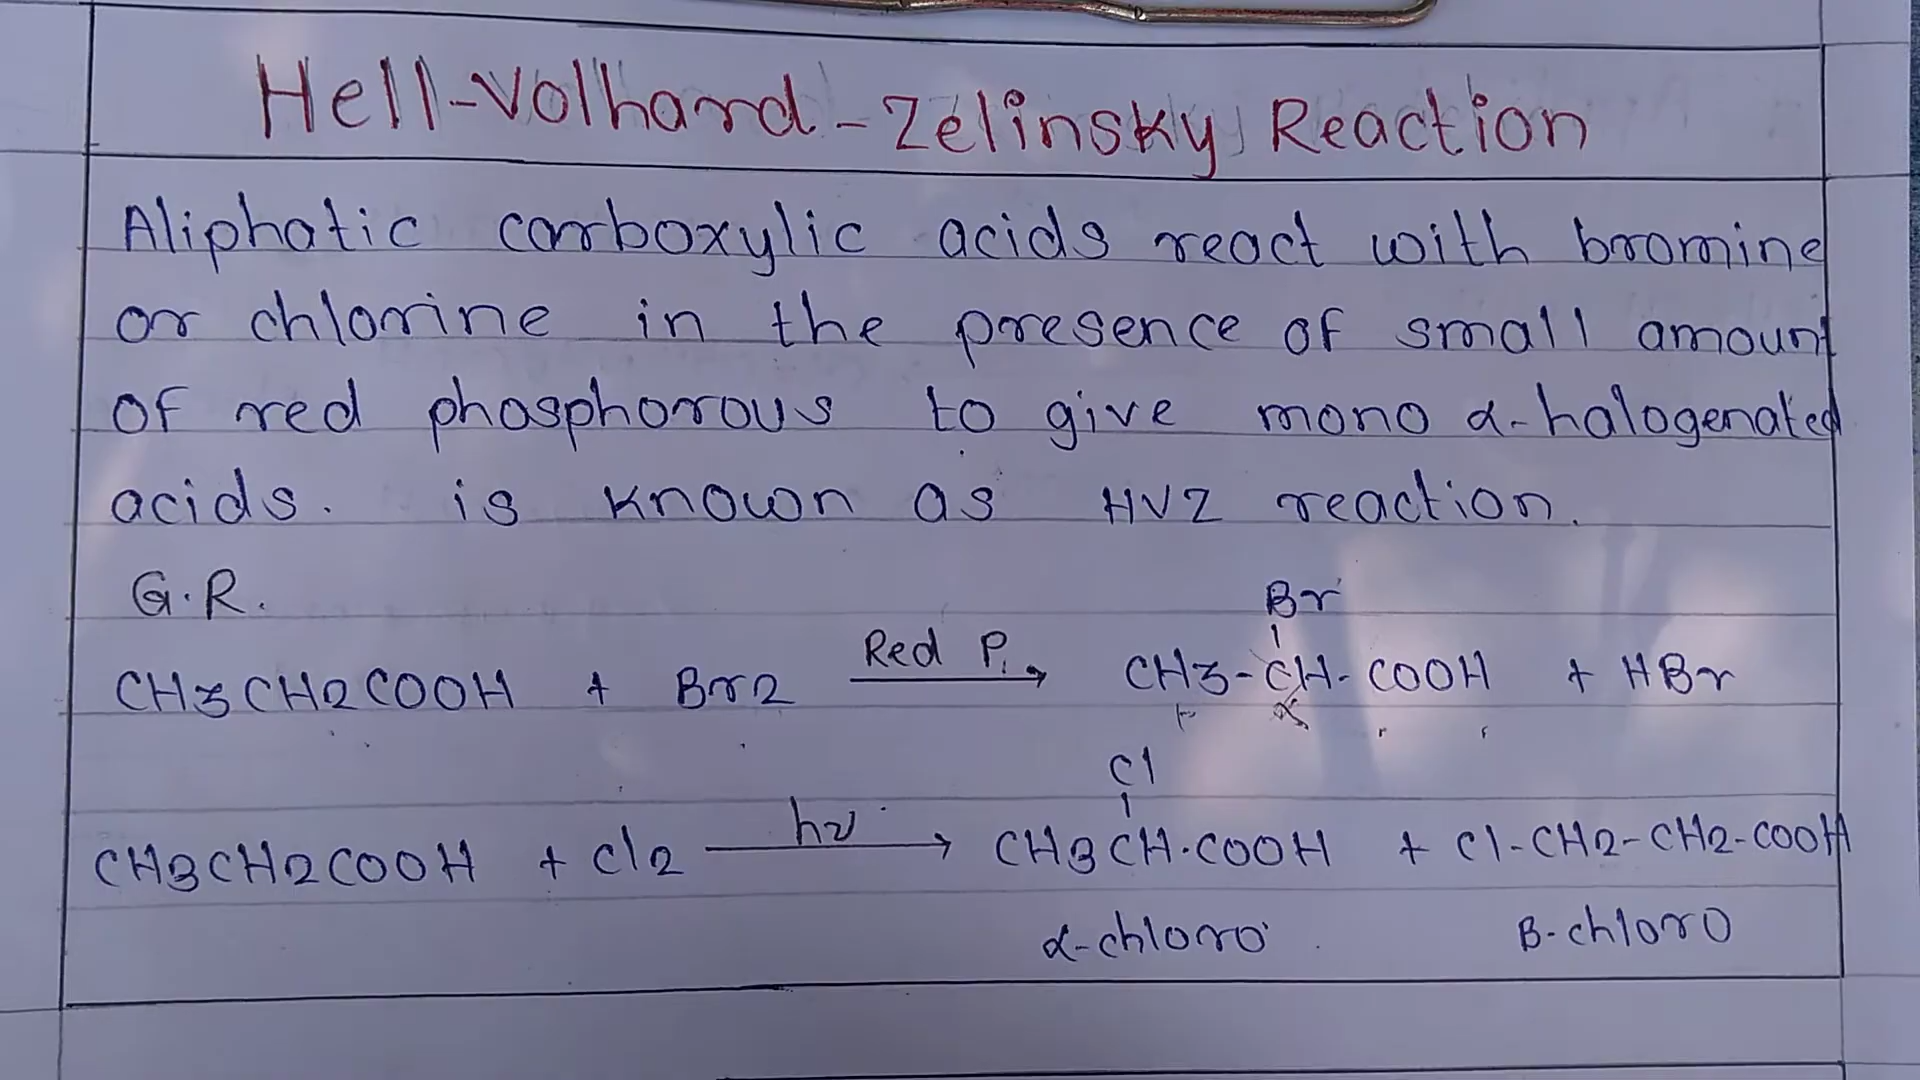 Hell-Volhard-Zelinsky Reaction
Aliphatic carboxylic acids react with bromine
or chlorine in the presence of small amount
of red phosphorous to give mono α-halogenated
acids. is known as HVZ reaction.
G.R.
Br
CH3CH2COOH + Br2 Red P. → CH3-CH-COOH + HBr
α
Cl
CH3CH2COOH + Cl2 hν → CH3CH.COOH + Cl-CH2-CH2-COOH
α-chloro β-chloro